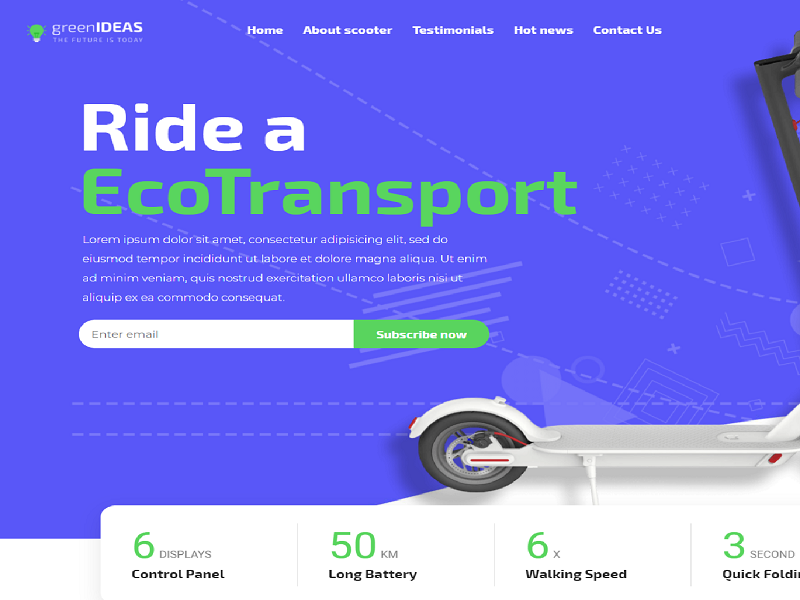 greenIDEAS
THE FUTURE IS TODAY
Home About scooter Testimonials Hot news Contact Us
Ride a
EcoTransport
Lorem ipsum dolor sit amet, consectetur adipisicing elit, sed do
eiusmod tempor incididunt ut labore et dolore magna aliqua. Ut enim
ad minim veniam, quis nostrud exercitation ullamco laboris nisi ut
aliquip ex ea commodo consequat.
Enter email Subscribe now
6 DISPLAYS
Control Panel
50 KM
Long Battery
6 X
Walking Speed
3 SECOND
Quick Foldin